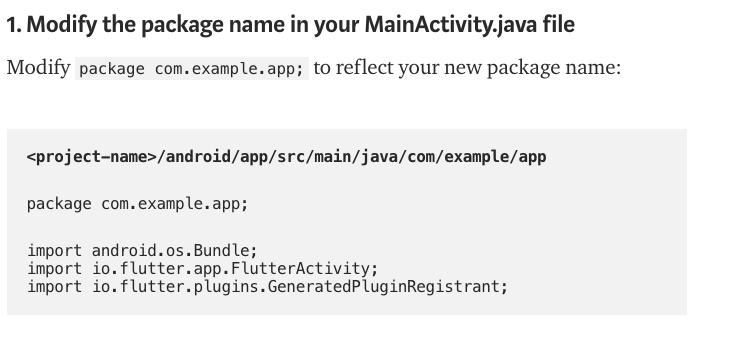 1. Modify the package name in your MainActivity.java file
Modify package com.example.app; to reflect your new package name:
<project-name>/android/app/src/main/java/com/example/app
package com.example.app;
import android.os.Bundle;
import io.flutter.app.FlutterActivity;
import io.flutter.plugins.GeneratedPluginRegistrant;